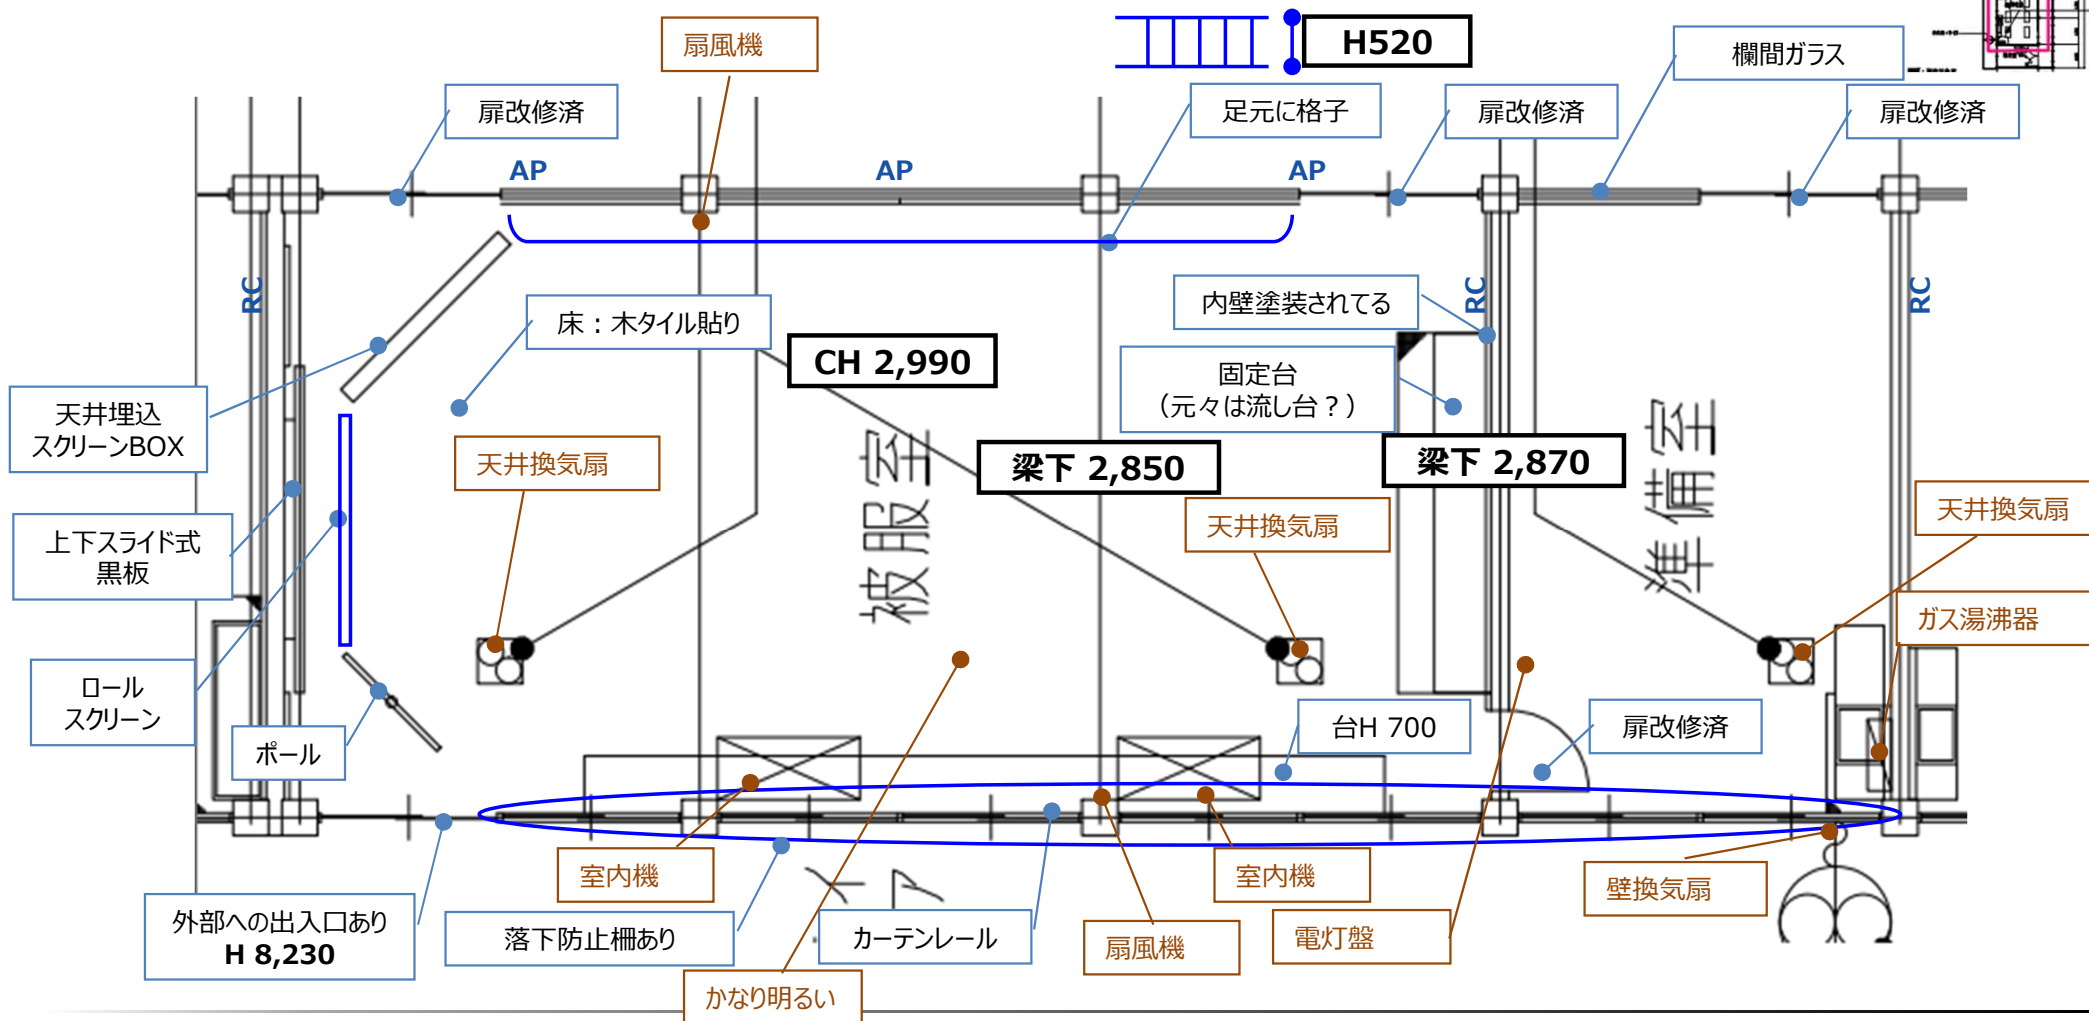 扇風機
H520
欄間ガラス
扉改修済
足元に格子
扉改修済
扉改修済
AP
AP
AP
RC
RC
RC
床：木タイル貼り
内壁塗装されてる
CH 2,990
固定台
（元々は流し台？）
天井埋込
スクリーンBOX
天井換気扇
被服室
梁下 2,850
梁下 2,870
準備室
天井換気扇
天井換気扇
上下スライド式
黒板
ガス湯沸器
ロール
スクリーン
ポール
台H 700
扉改修済
室内機
室内機
壁換気扇
外部への出入口あり
H 8,230
落下防止柵あり
カーテンレール
扇風機
電灯盤
かなり明るい